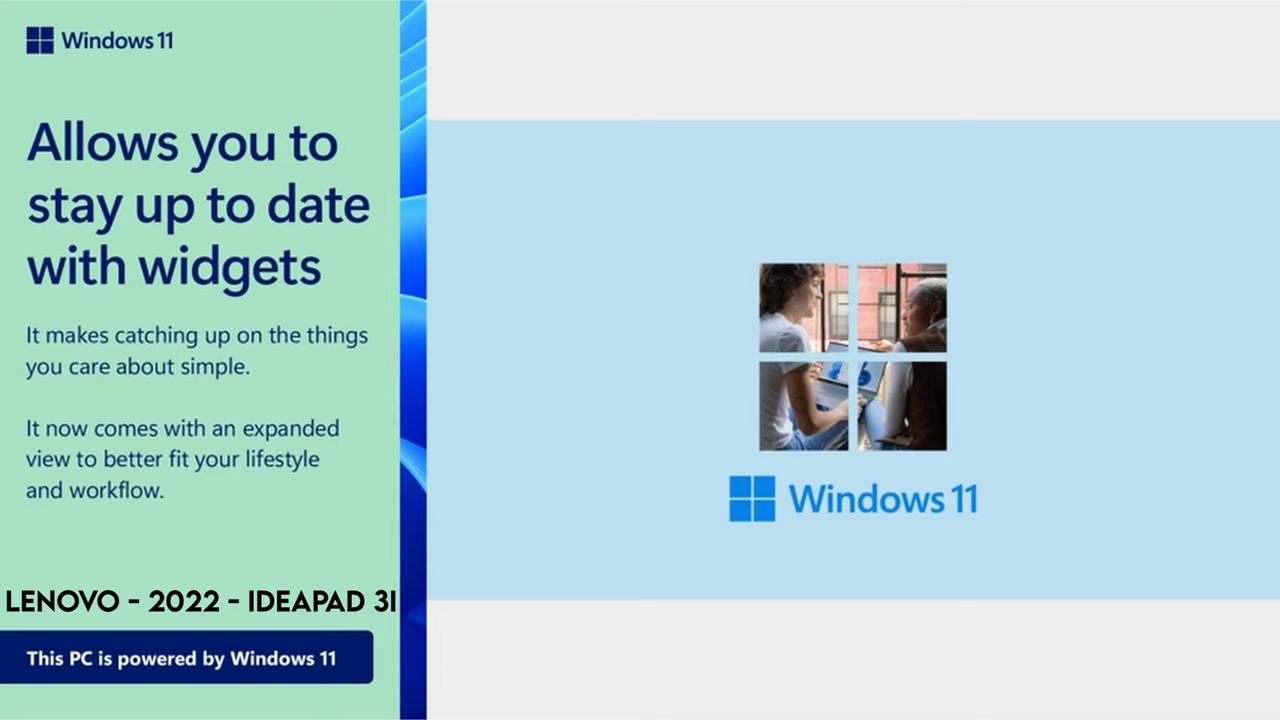 Windows 11
Allows you to
stay up to date
with widgets
It makes catching up on the things
you care about simple.
It now comes with an expanded
view to better fit your lifestyle
and workflow.
LENOVO - 2022 - IDEAPAD 3I
This PC is powered by Windows 11
Windows 11